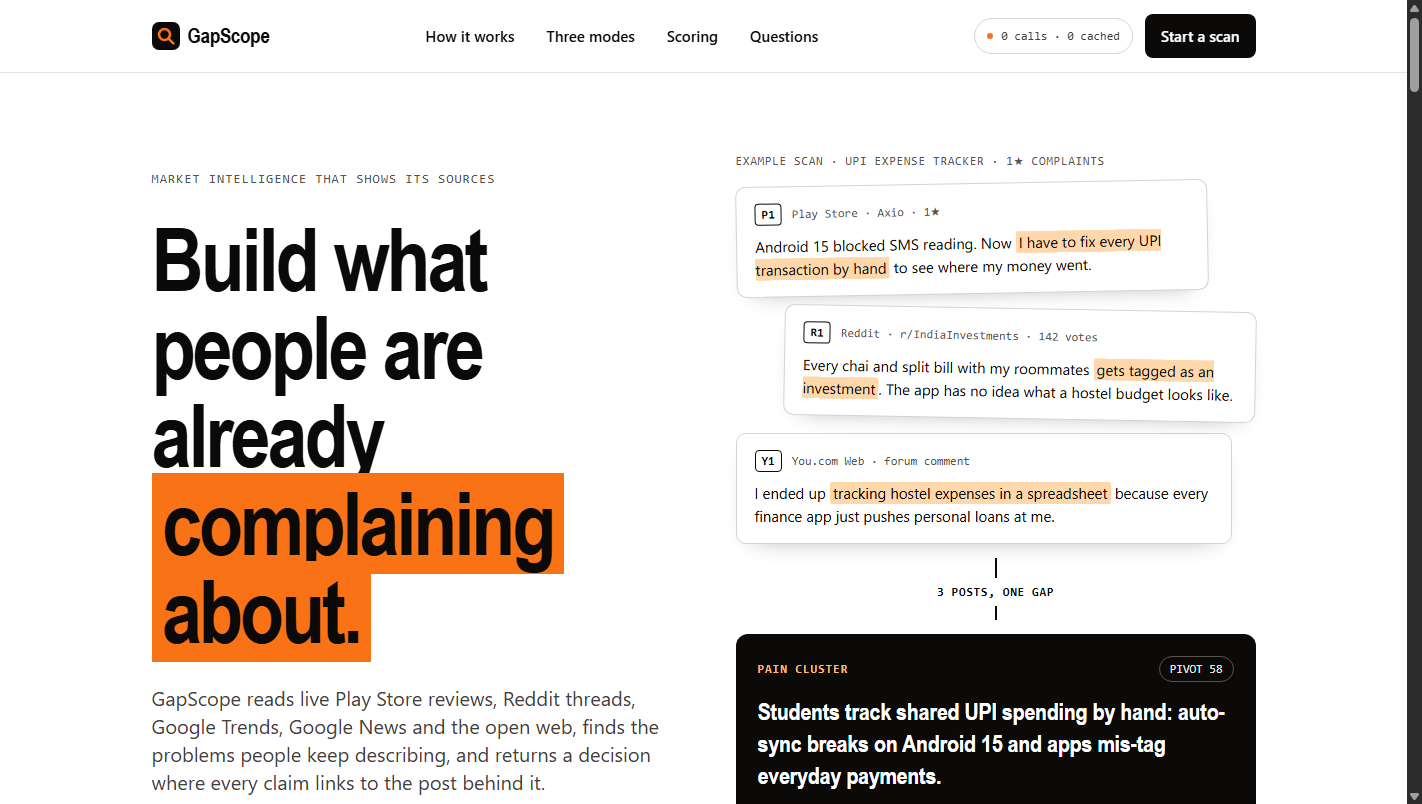 GapScope
How it works
Three modes
Scoring
Questions
0 calls · 0 cached
Start a scan
MARKET INTELLIGENCE THAT SHOWS ITS SOURCES
Build what
people are
already
complaining
about.
GapScope reads live Play Store reviews, Reddit threads,
Google Trends, Google News and the open web, finds the
problems people keep describing, and returns a decision
where every claim links to the post behind it.
EXAMPLE SCAN · UPI EXPENSE TRACKER · 1★ COMPLAINTS
P1 Play Store · Axio · 1★
Android 15 blocked SMS reading. Now I have to fix every UPI
transaction by hand to see where my money went.
R1 Reddit · r/IndiaInvestments · 142 votes
Every chai and split bill with my roommates gets tagged as an
investment. The app has no idea what a hostel budget looks like.
Y1 You.com Web · forum comment
I ended up tracking hostel expenses in a spreadsheet because every
finance app just pushes personal loans at me.
3 POSTS, ONE GAP
PAIN CLUSTER
PIVOT 58
Students track shared UPI spending by hand: auto-
sync breaks on Android 15 and apps mis-tag
everyday payments.